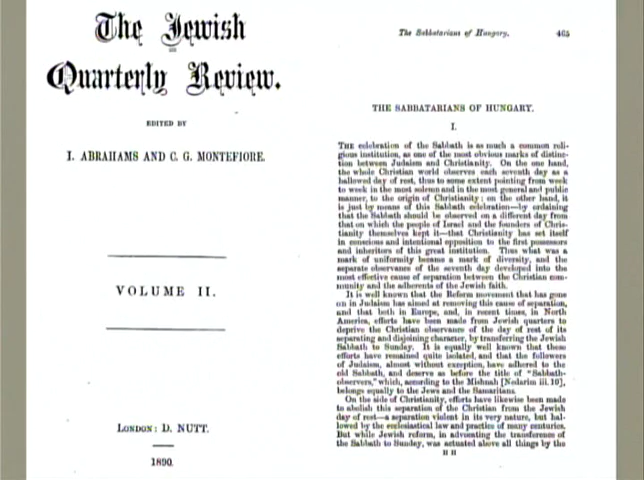 The Jewish
Quarterly Review.
EDITED BY
I. ABRAHAMS AND C. G. MONTEFIORE.
VOLUME II.
LONDON: D. NUTT.
1890.
The Sabbatarians of Hungary. 465
THE SABBATARIANS OF HUNGARY.
I.
THE celebration of the Sabbath is as much a common reli-
gious institution, as one of the most obvious marks of distinc-
tion between Judaism and Christianity. On the one hand,
the whole Christian world observes each seventh day as a
hallowed day of rest, thus to some extent pointing from week
to week in the most solemn and in the most general and public
manner, to the origin of Christianity; on the other hand, it
is just by means of this Sabbath celebration—by ordaining
that the Sabbath should be observed on a different day from
that on which the people of Israel and the founders of Chris-
tianity themselves kept it—that Christianity has set itself
in conscious and intentional opposition to the first possessors
and inheritors of this great institution. Thus what was a
mark of uniformity became a mark of diversity, and the
separate observance of the seventh day developed into the
most effective cause of separation between the Christian com-
munity and the adherents of the Jewish faith.
It is well known that the Reform movement that has gone
on in Judaism has aimed at removing this cause of separation,
and that both in Europe, and, in recent times, in North
America, efforts have been made from Jewish quarters to
deprive the Christian observance of the day of rest of its
separating and disjoining character, by transferring the Jewish
Sabbath to Sunday. It is equally well known that these
efforts have remained quite isolated, and that the followers
of Judaism, almost without exception, have adhered to the
old Sabbath, and deserve as before the title of "Sabbath-
observers," which, according to the Mishnah [Nedarim iii. 10],
belongs equally to the Jews and the Samaritans.
On the side of Christianity, efforts have likewise been made
to abolish this separation of the Christian from the Jewish
day of rest—a separation violent in its very nature, but hal-
lowed by the ecclesiastical law and practice of many centuries.
But while Jewish reform, in advocating the transference of
the Sabbath to Sunday, was actuated above all things by the
H H